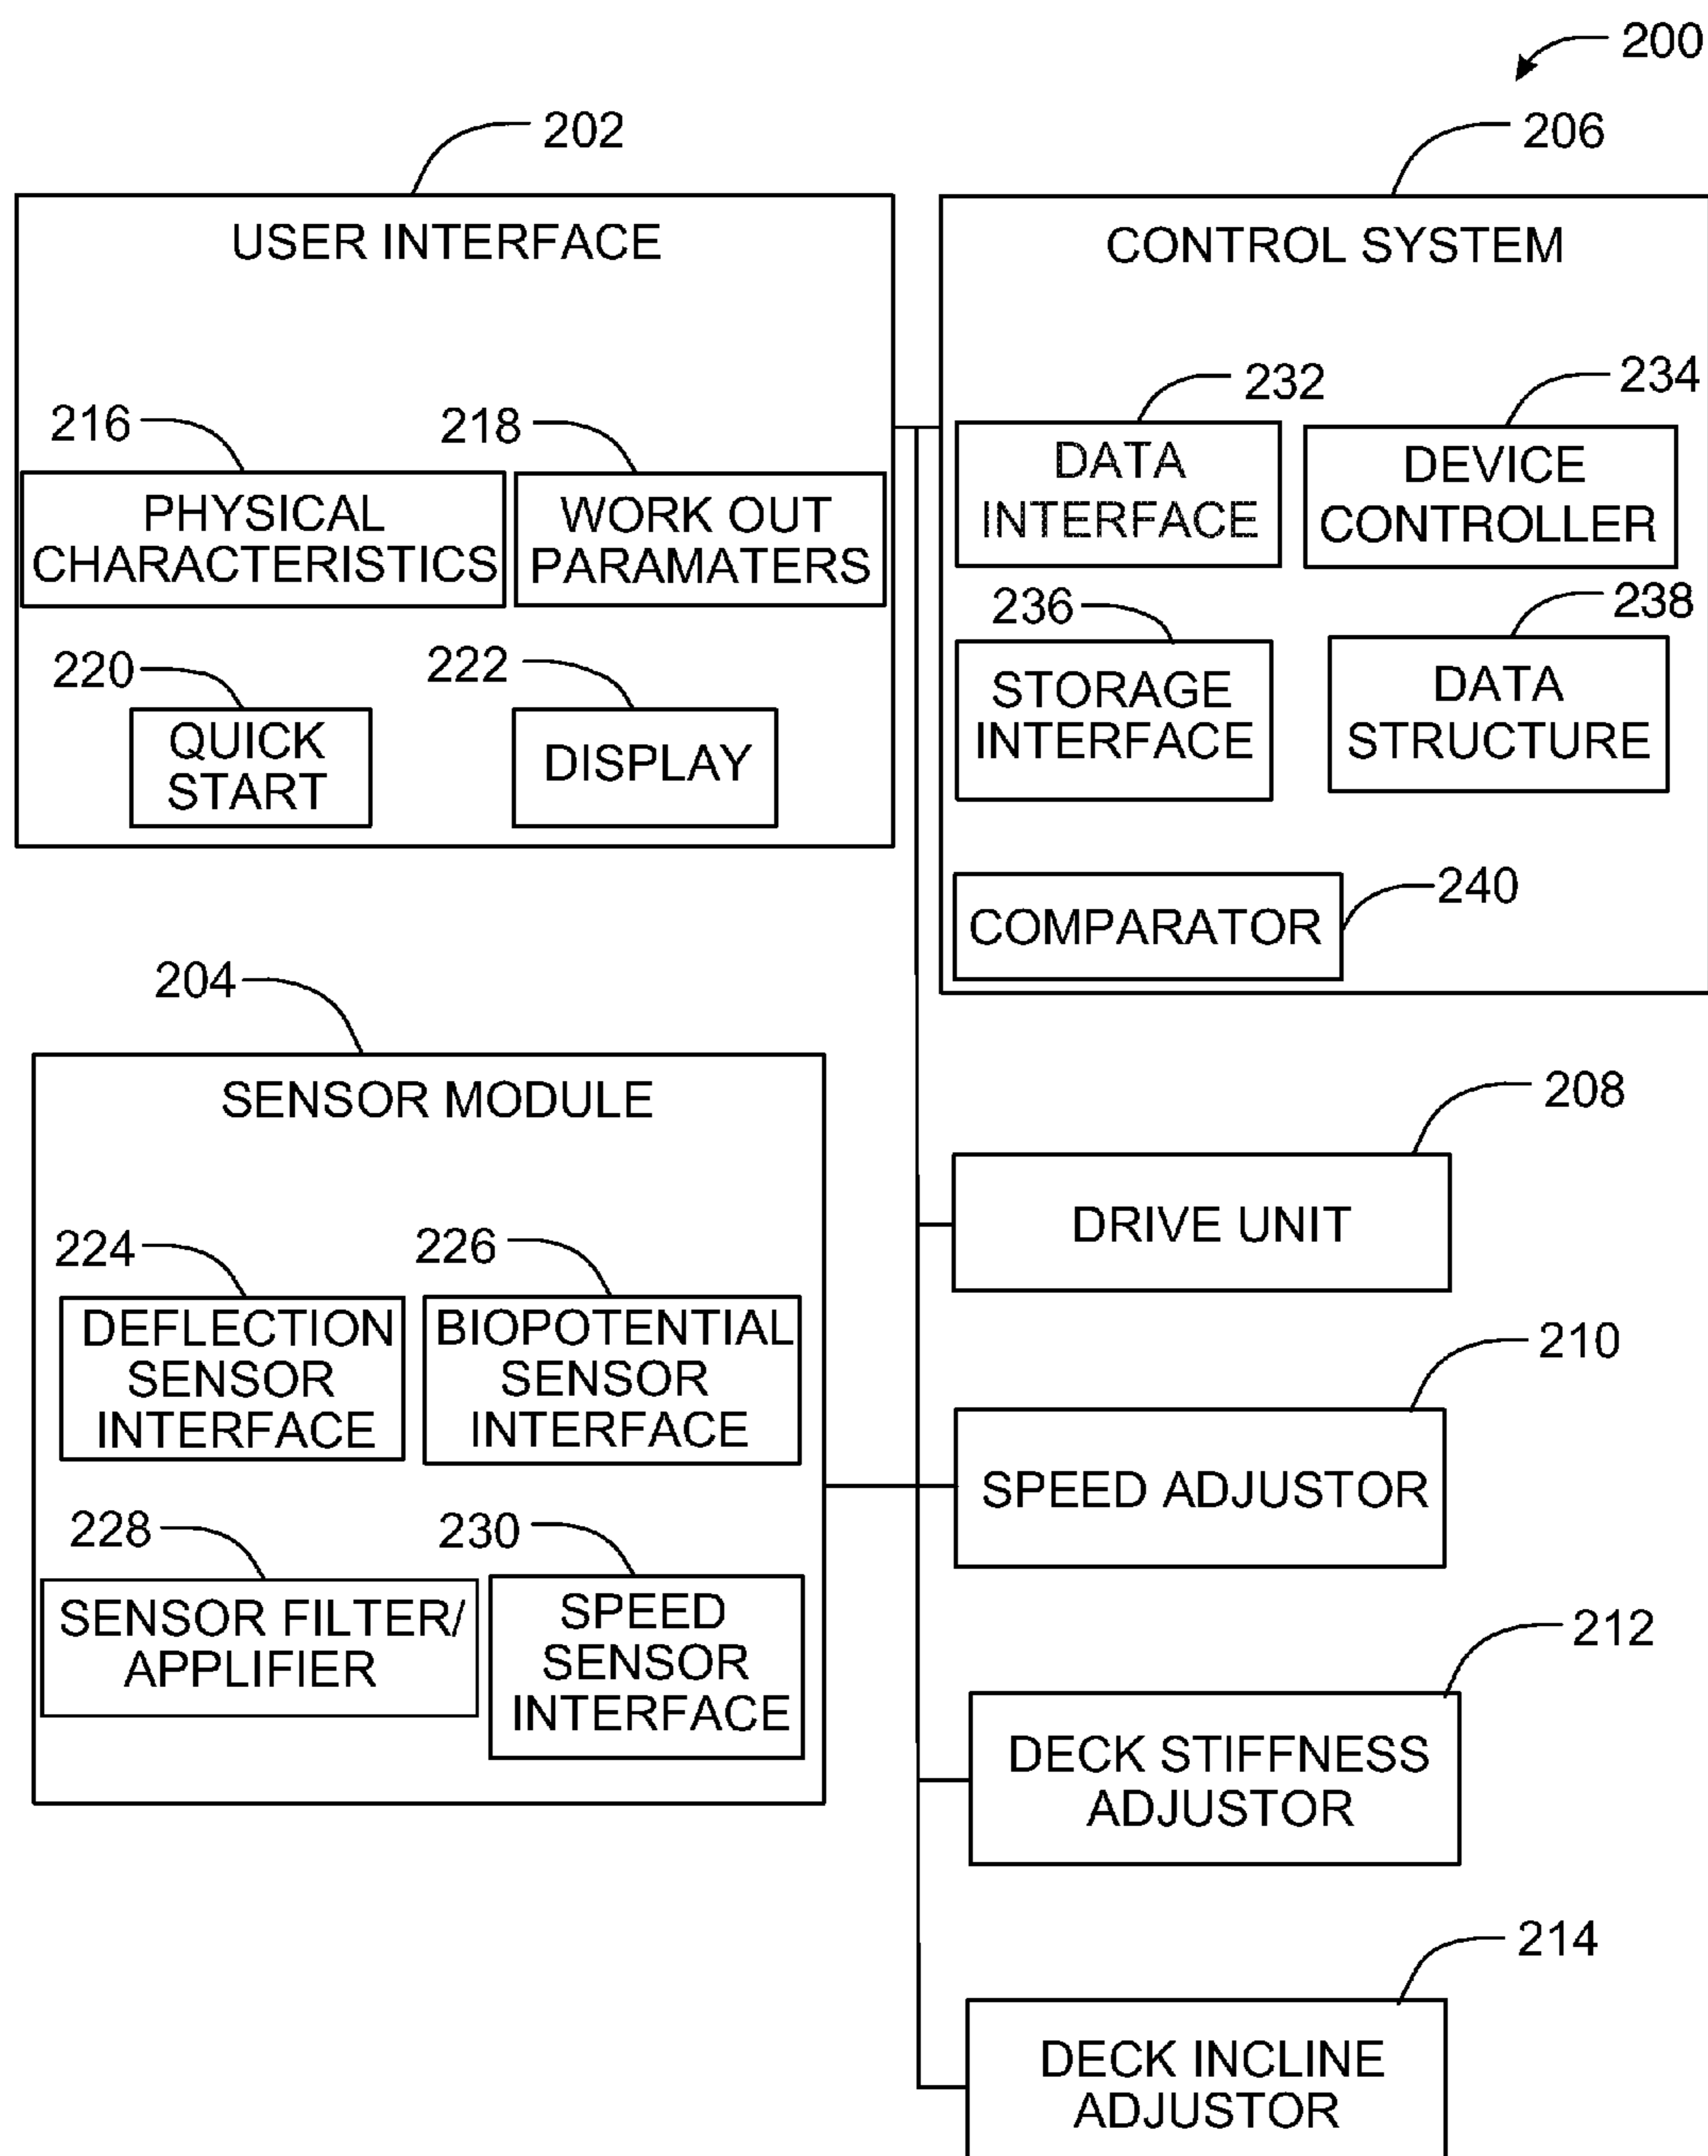 200
202
206
USER INTERFACE
CONTROL SYSTEM
216
218
232
234
PHYSICAL
CHARACTERISTICS
WORK OUT
PARAMATERS
DATA
INTERFACE
DEVICE
CONTROLLER
220
222
236
238
QUICK
START
DISPLAY
STORAGE
INTERFACE
DATA
STRUCTURE
240
COMPARATOR
204
SENSOR MODULE
208
DRIVE UNIT
224
226
DEFLECTION
SENSOR
INTERFACE
BIOPOTENTIAL
SENSOR
INTERFACE
210
SPEED ADJUSTOR
228
230
SENSOR FILTER/
APPLIFIER
SPEED
SENSOR
INTERFACE
212
DECK STIFFNESS
ADJUSTOR
214
DECK INCLINE
ADJUSTOR